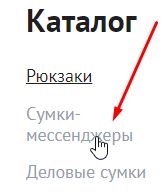 Каталог
Рюкзаки
Сумки-
мессенджеры
Деловые сумки